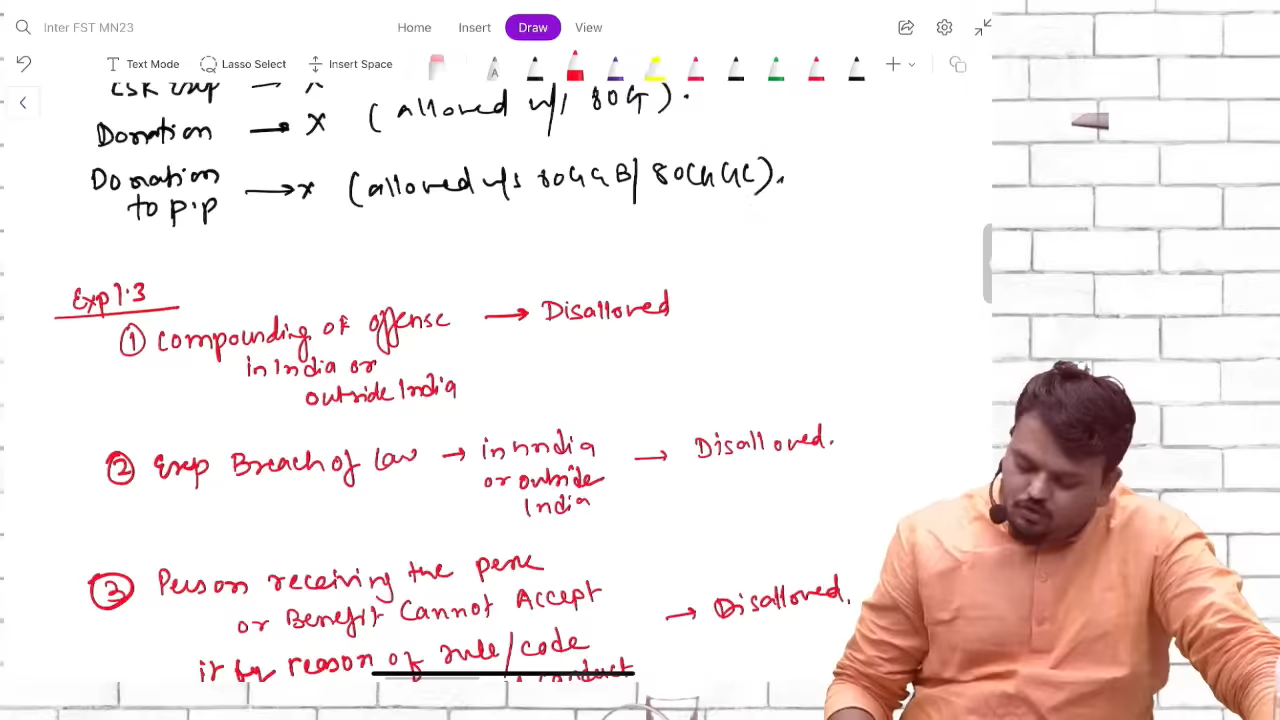 Inter FST MN23
Home Insert Draw View
Text Mode Lasso Select Insert Space
Donation → X (allowed u/s 80G).
Donation → x (allowed u/s 80GGB/80GGC).
to P.P
Exp 1.3
① Compounding of offense → Disallowed
in India or
outside India
② Exp Breach of Law → in India → Disallowed.
or outside
India
③ Person receiving the perk
or Benefit Cannot Accept → Disallowed.
it by reason of rule/code
conduct